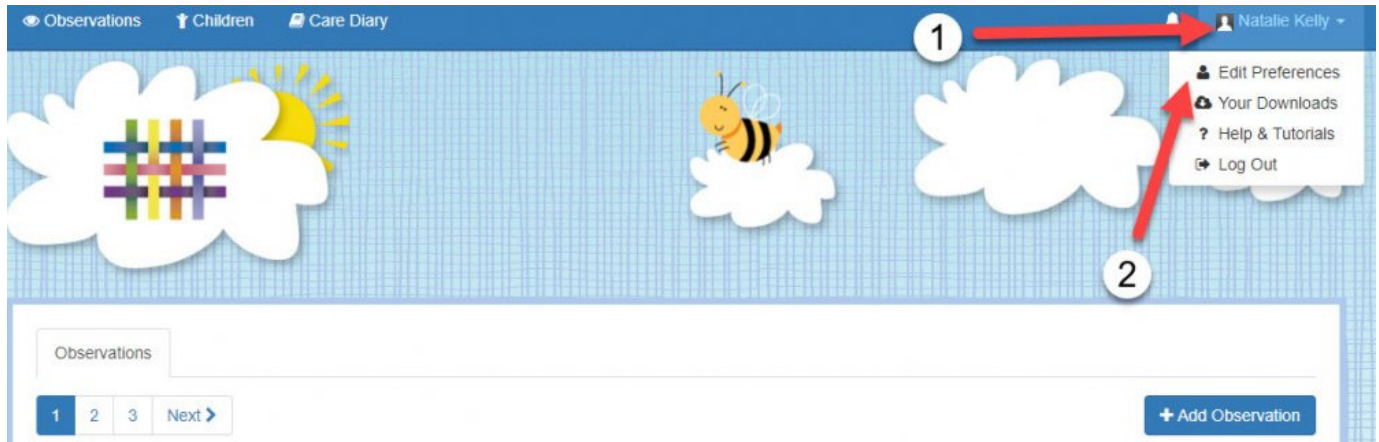 Observations Children Care Diary 1 Natalie Kelly
Edit Preferences
Your Downloads
? Help & Tutorials
Log Out
2
Observations
1 2 3 Next
+ Add Observation